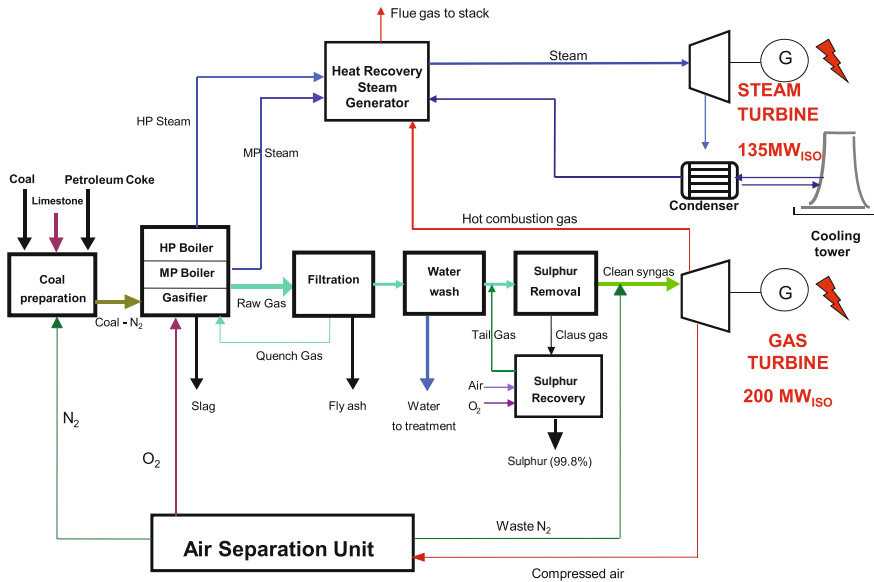 Flue gas to stack
Heat Recovery
Steam
Generator
Steam
G
STEAM
TURBINE
135MWISO
HP Steam
MP Steam
Condenser
Cooling
tower
Hot combustion gas
Coal
Petroleum Coke
Limestone
Coal
preparation
Coal - N2
HP Boiler
MP Boiler
Gasifier
Raw Gas
Filtration
Water
wash
Sulphur
Removal
Clean syngas
G
GAS
TURBINE
200 MWISO
Quench Gas
Tail Gas
Claus gas
Slag
Fly ash
Water
to treatment
Air
O2
Sulphur
Recovery
Sulphur (99.8%)
N2
O2
Air Separation Unit
Waste N2
Compressed air